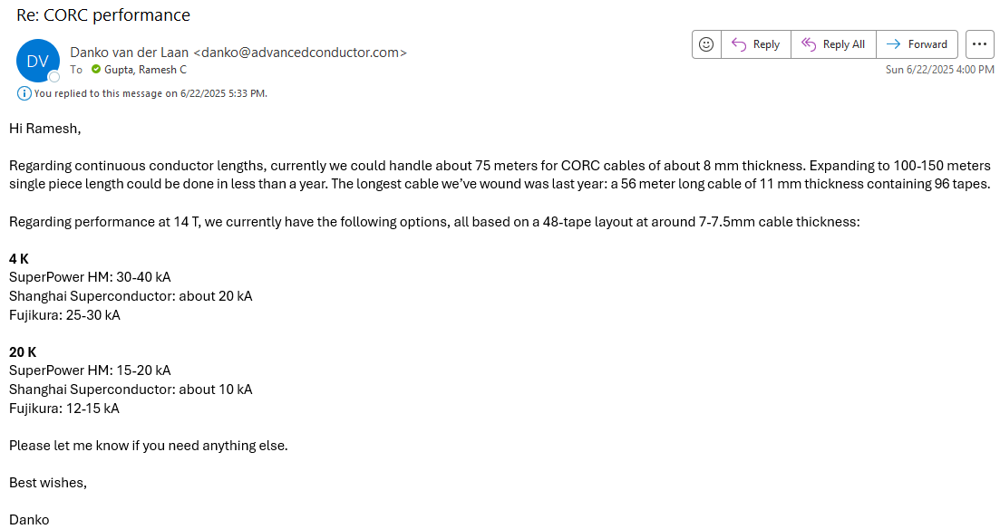 Re: CORC performance
DV
Danko van der Laan <danko@advancedconductor.com>
To Gupta, Ramesh C
Reply
Reply All
Forward
Sun 6/22/2025 4:00 PM
You replied to this message on 6/22/2025 5:33 PM.
Hi Ramesh,
Regarding continuous conductor lengths, currently we could handle about 75 meters for CORC cables of about 8 mm thickness. Expanding to 100-150 meters
single piece length could be done in less than a year. The longest cable we’ve wound was last year: a 56 meter long cable of 11 mm thickness containing 96 tapes.
Regarding performance at 14 T, we currently have the following options, all based on a 48-tape layout at around 7-7.5mm cable thickness:
4 K
SuperPower HM: 30-40 kA
Shanghai Superconductor: about 20 kA
Fujikura: 25-30 kA
20 K
SuperPower HM: 15-20 kA
Shanghai Superconductor: about 10 kA
Fujikura: 12-15 kA
Please let me know if you need anything else.
Best wishes,
Danko